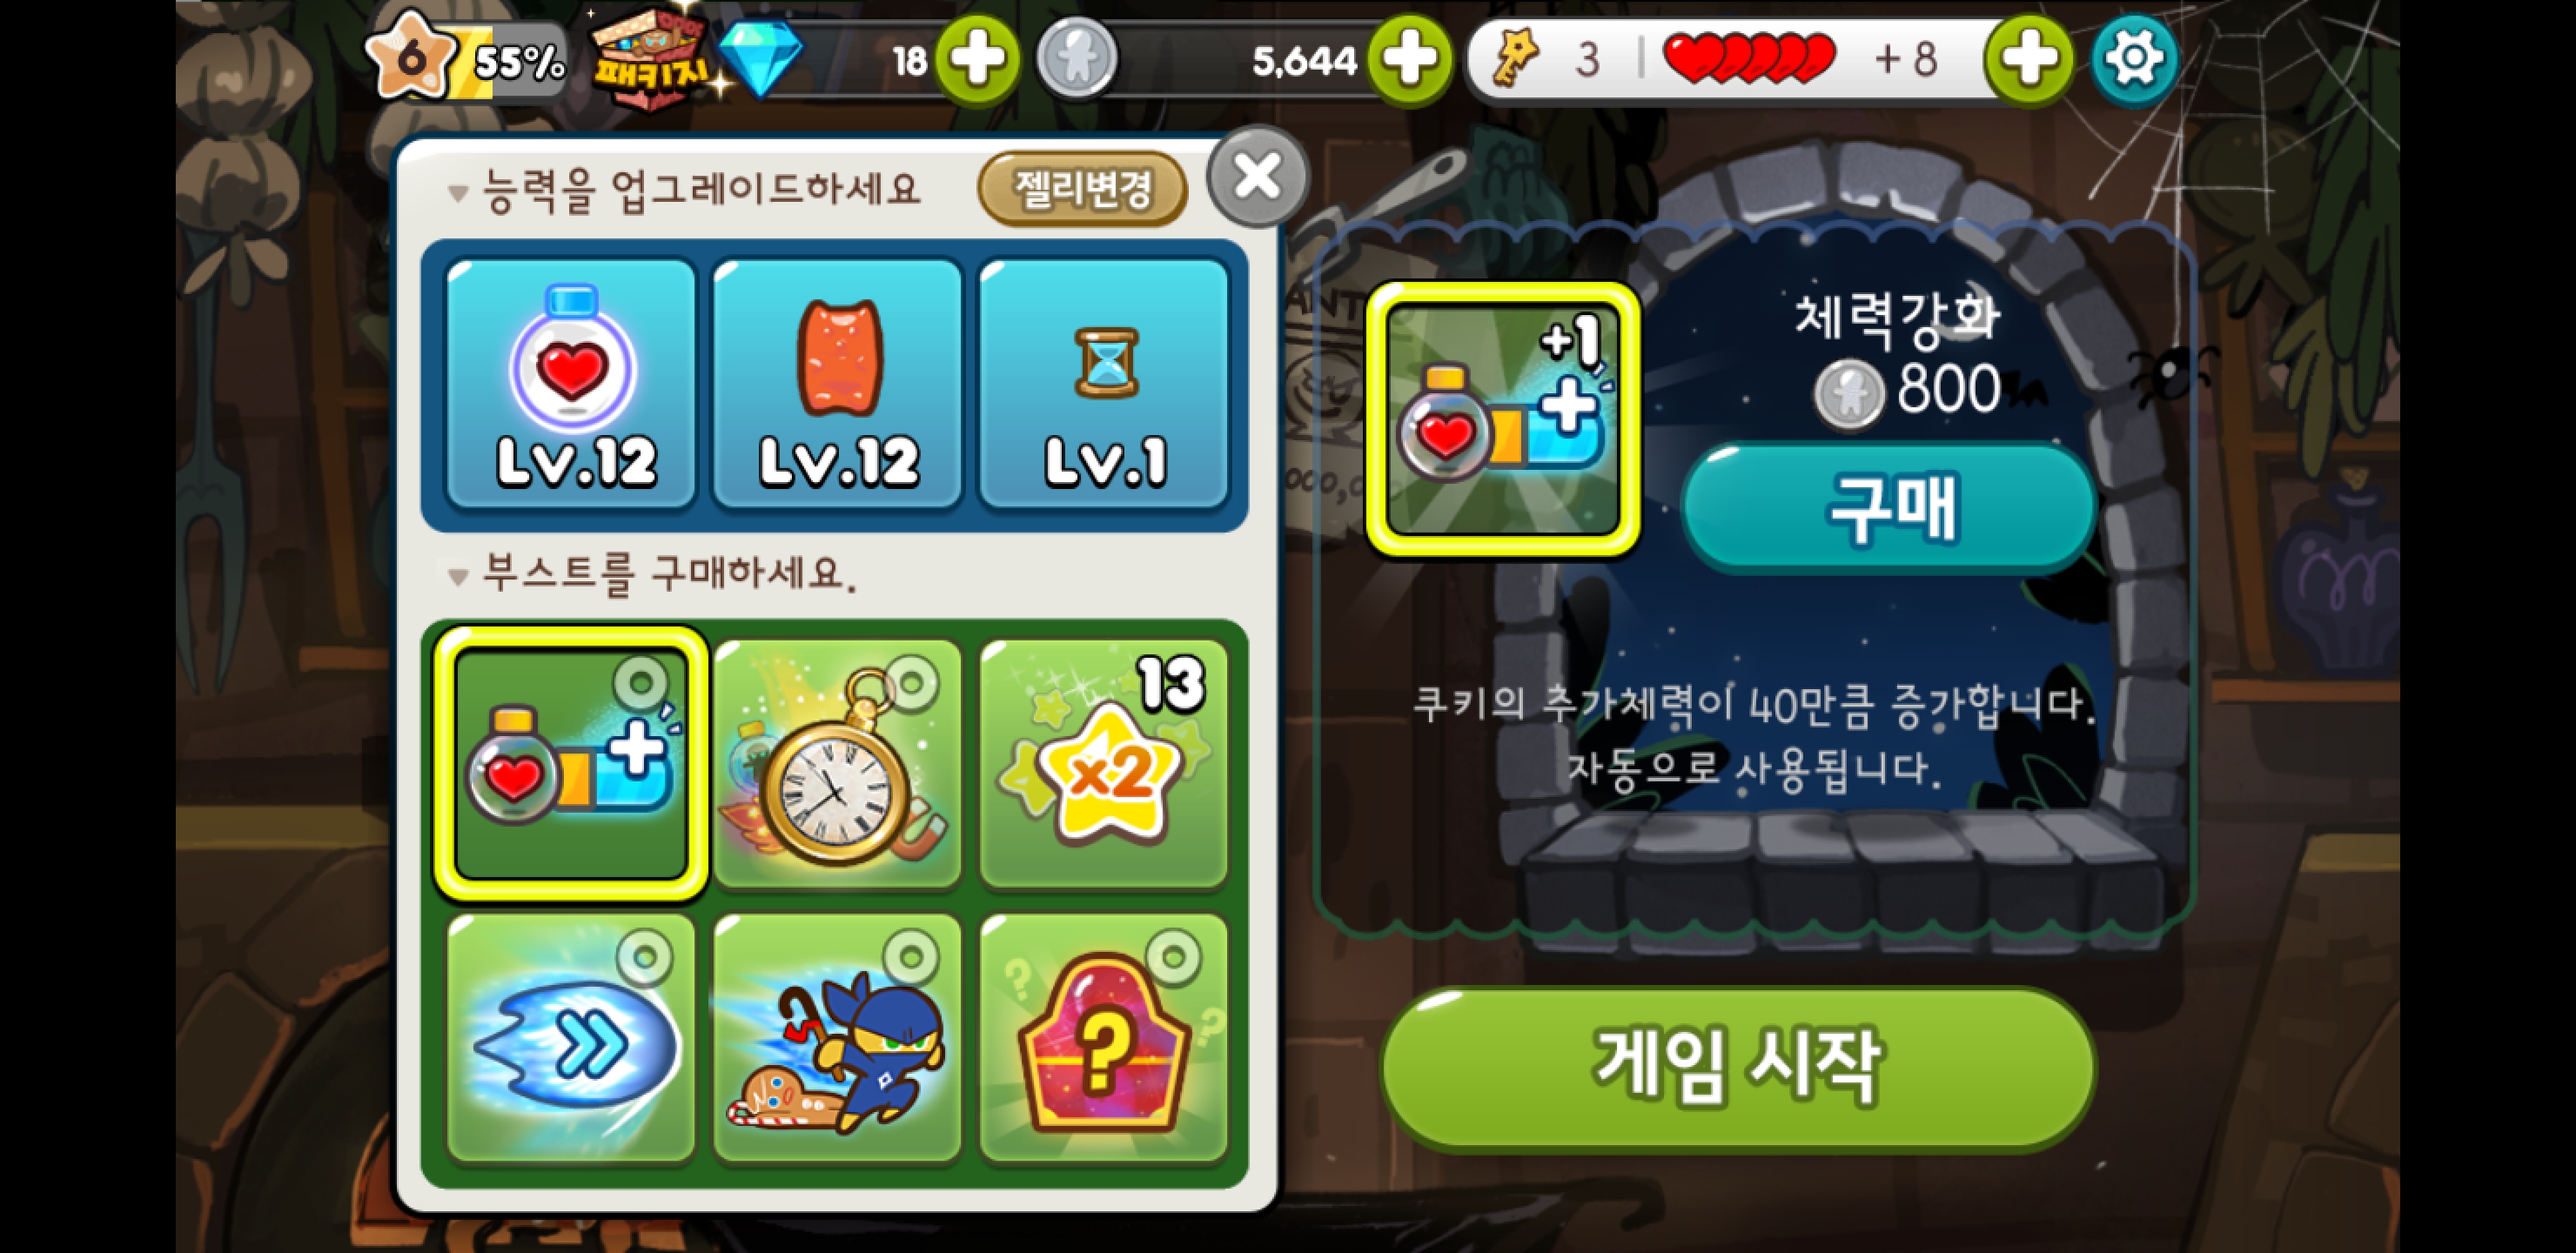 6 55% 패키지 18 5,644 3 +8
능력을 업그레이드하세요 젤리변경
Lv.12 Lv.12 Lv.1
부스트를 구매하세요.
13
x2
?
+1
체력강화
800
구매
쿠키의 추가체력이 40만큼 증가합니다.
자동으로 사용됩니다.
게임 시작